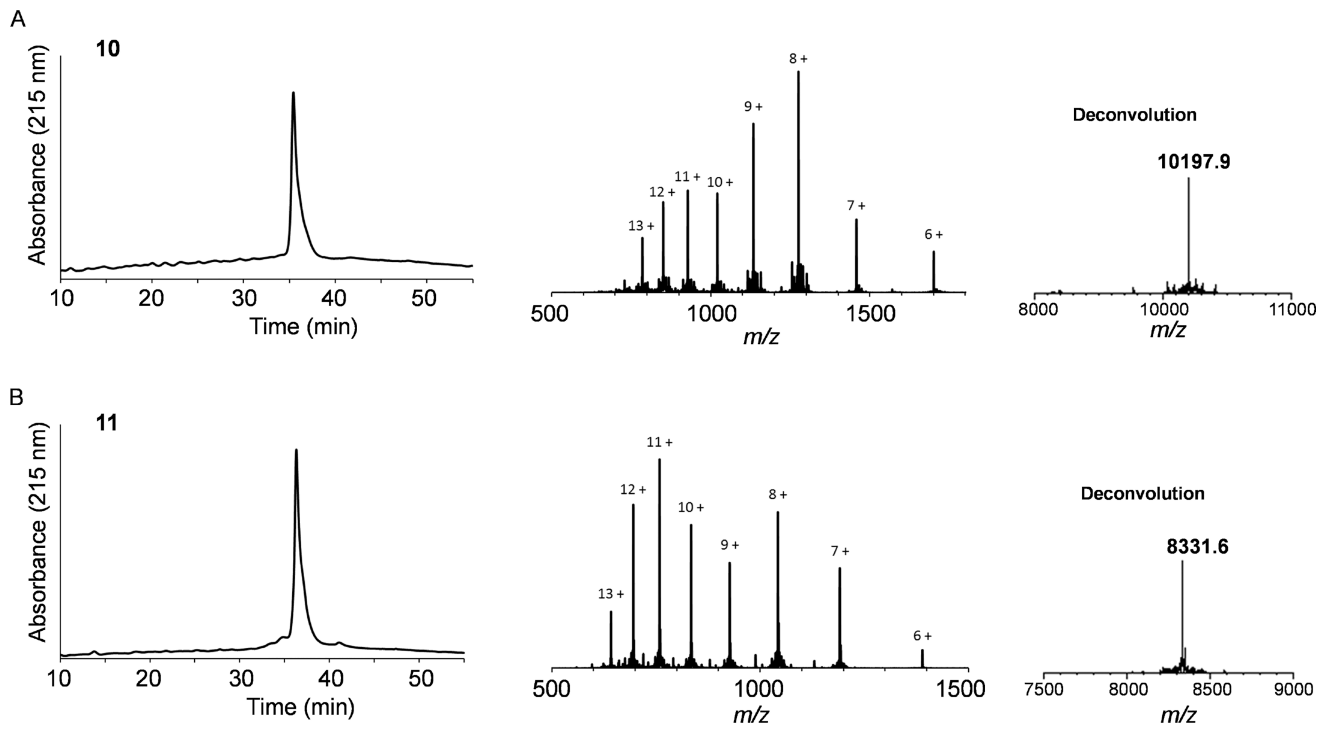 A
10
Absorbance (215 nm)
10 20 30 40 50
Time (min)
13 + 12 + 11 + 10 + 9 + 8 + 7 + 6 +
500 1000 1500
m/z
Deconvolution
10197.9
8000 10000 11000
m/z
B
11
Absorbance (215 nm)
10 20 30 40 50
Time (min)
13 + 12 + 11 + 10 + 9 + 8 + 7 + 6 +
500 1000 1500
m/z
Deconvolution
8331.6
7500 8000 8500 9000
m/z